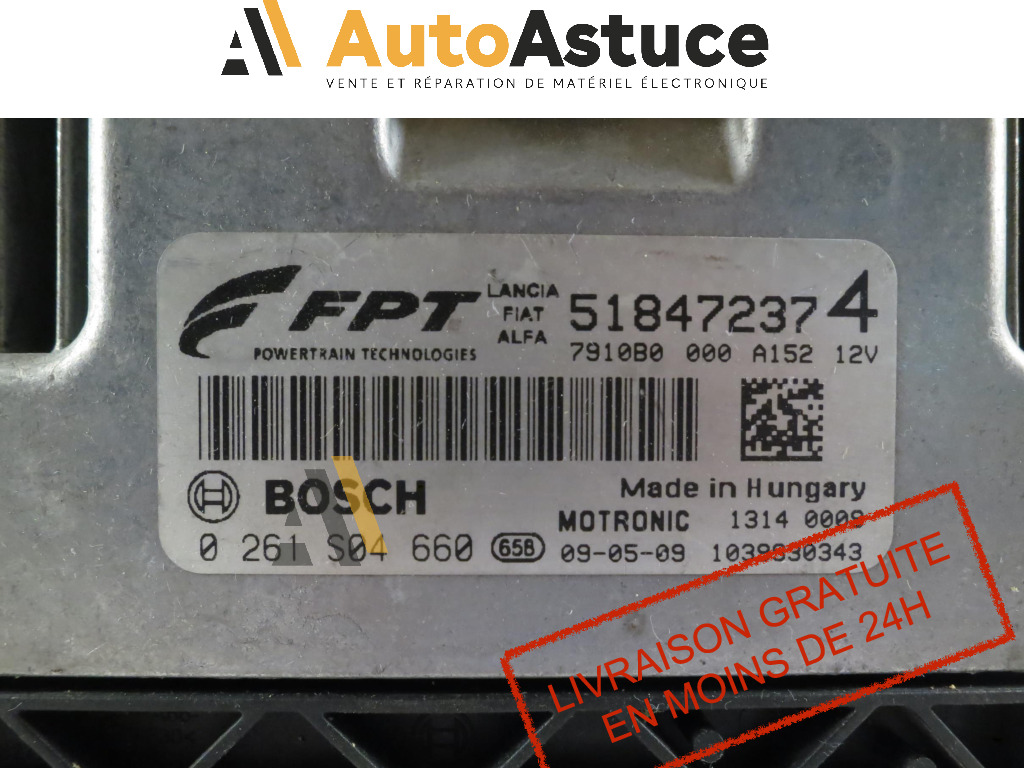 AutoAstuce
VENTE ET RÉPARATION DE MATÉRIEL ÉLECTRONIQUE
FPT
POWERTRAIN TECHNOLOGIES
LANCIA
FIAT
ALFA
51847237 4
7910B0 000 A152 12V
BOSCH
Made in Hungary
MOTRONIC 1314 0009
0 261 S04 660 658 09-05-09 1039S30343
LIVRAISON GRATUITE
EN MOINS DE 24H